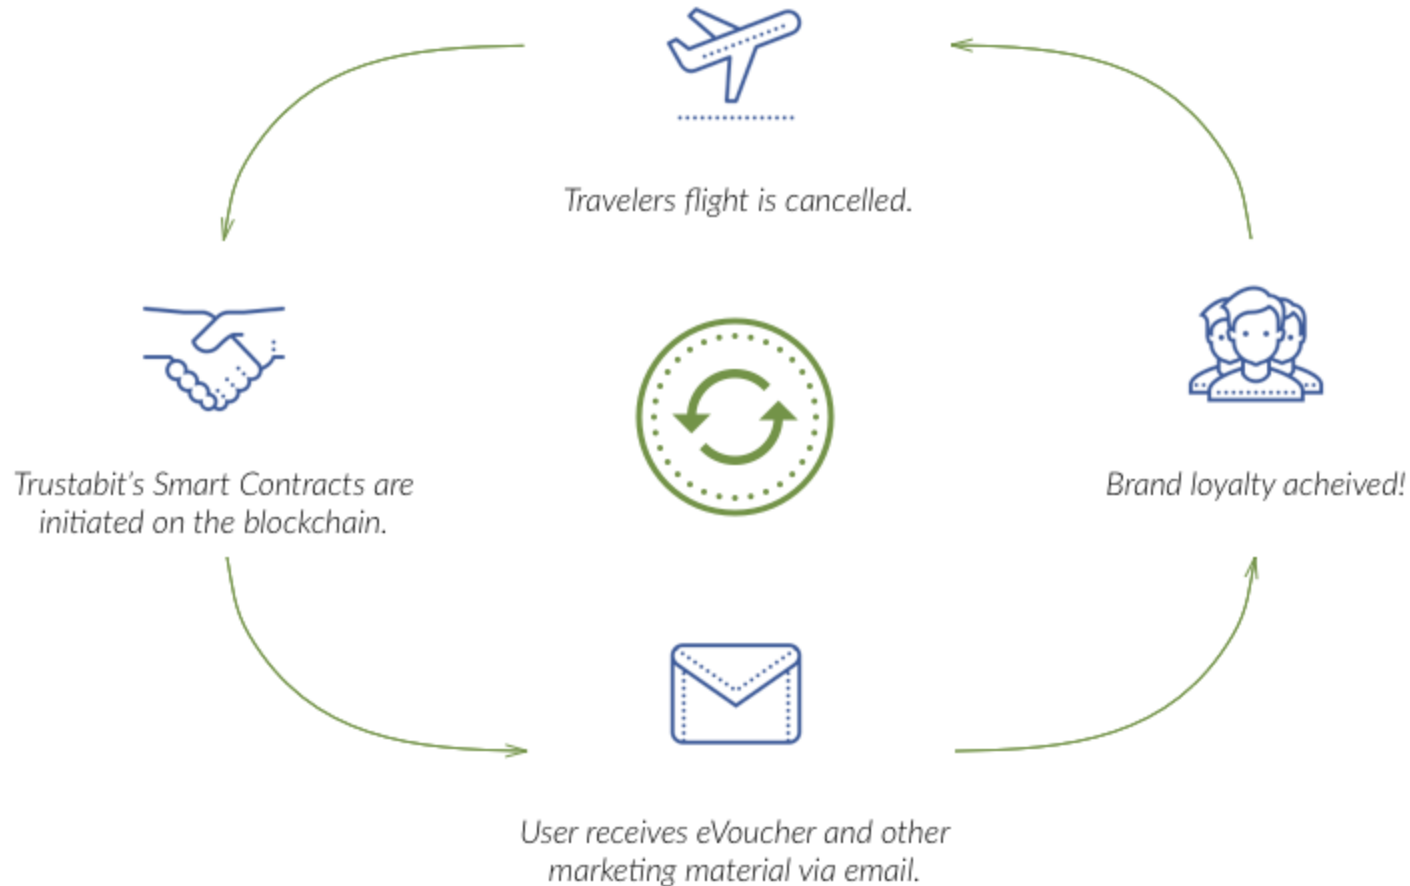 Travelers flight is cancelled.
Trustabit’s Smart Contracts are
initiated on the blockchain.
Brand loyalty acheived!
User receives eVoucher and other
marketing material via email.